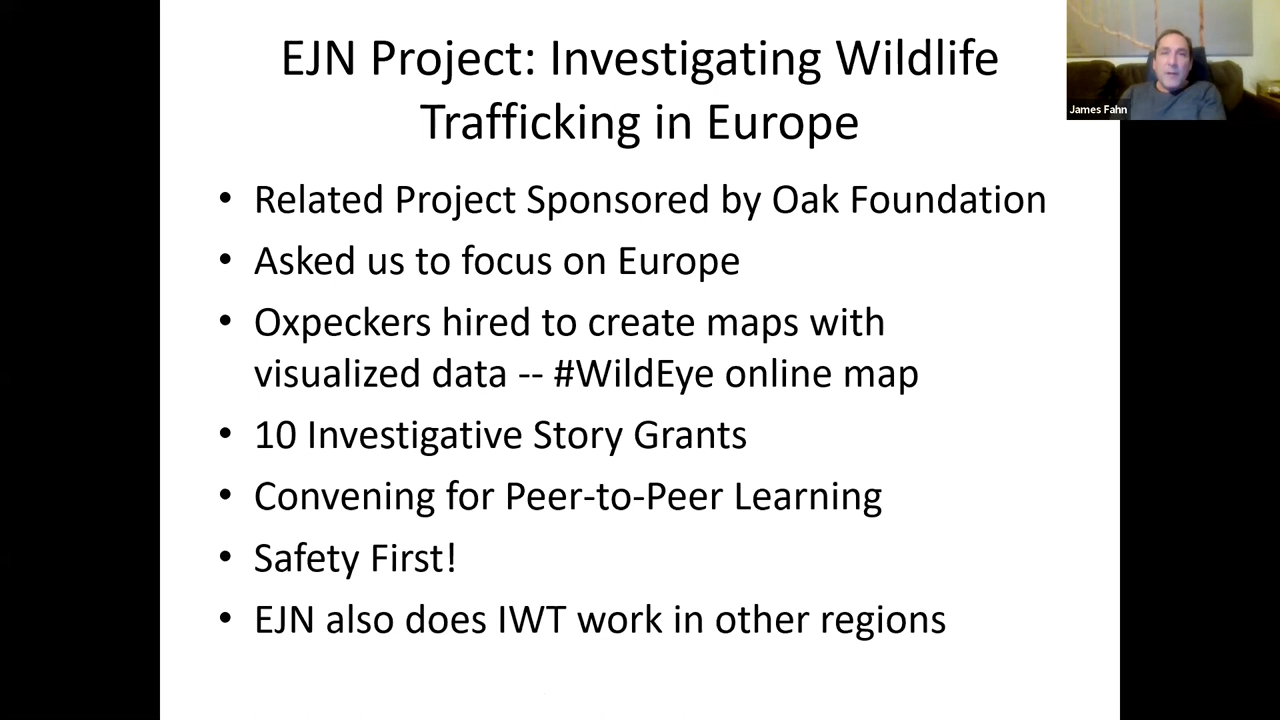 EJN Project: Investigating Wildlife
Trafficking in Europe
James Fahn
• Related Project Sponsored by Oak Foundation
• Asked us to focus on Europe
• Oxpeckers hired to create maps with
visualized data -- #WildEye online map
• 10 Investigative Story Grants
• Convening for Peer-to-Peer Learning
• Safety First!
• EJN also does IWT work in other regions